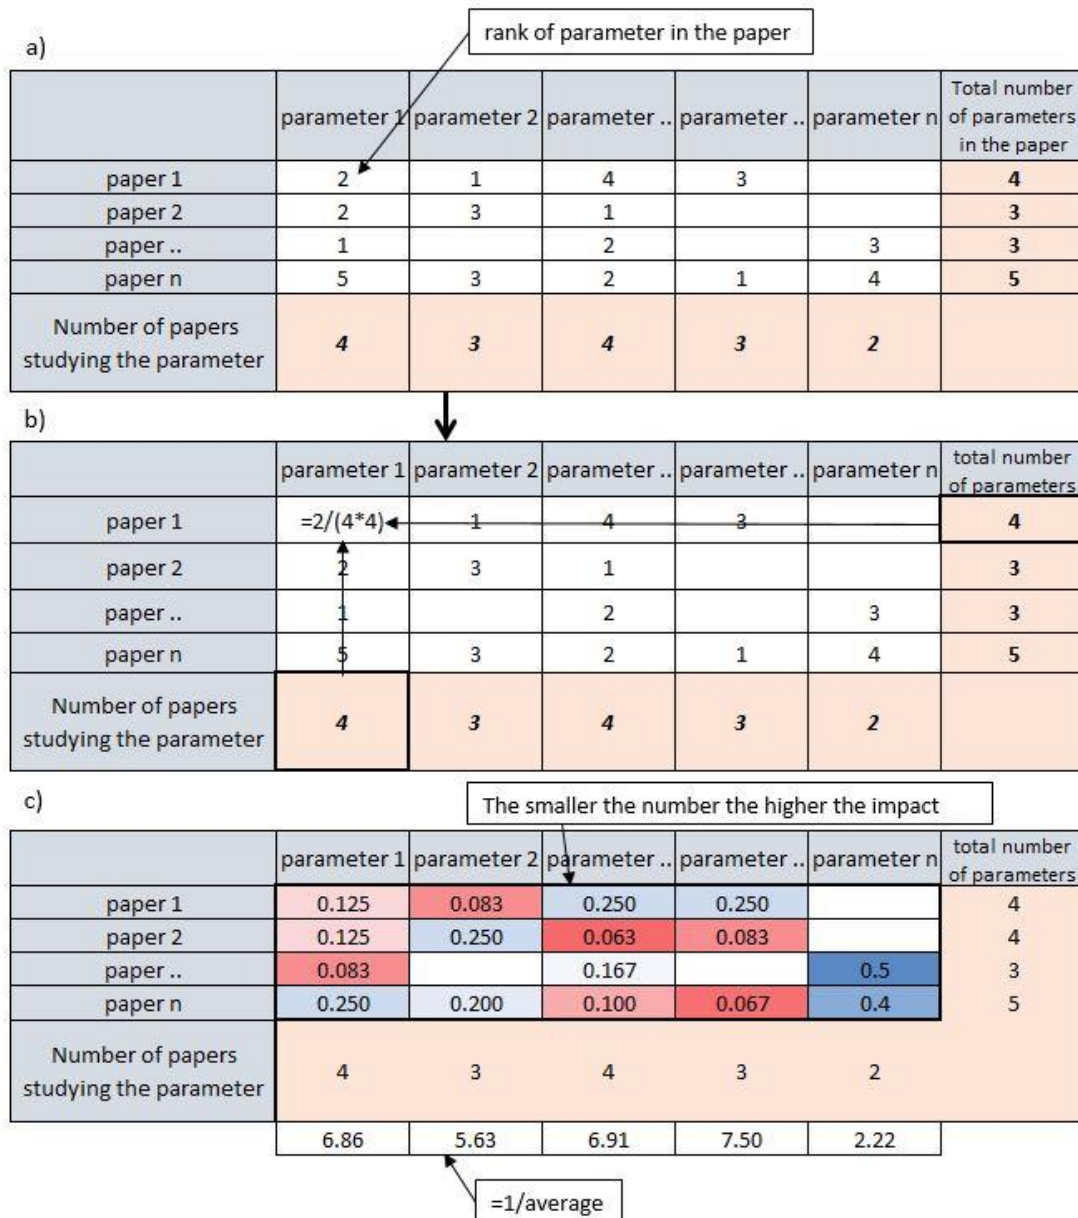 a)
rank of parameter in the paper
parameter 1 parameter 2 parameter .. parameter .. parameter n Total number of parameters in the paper
paper 1 2 1 4 3 4
paper 2 2 3 1 3
paper .. 1 2 3 3
paper n 5 3 2 1 4 5
Number of papers studying the parameter 4 3 4 3 2
b)
parameter 1 parameter 2 parameter .. parameter .. parameter n total number of parameters
paper 1 =2/(4*4) 1 4 3 4
paper 2 2 3 1 3
paper .. 1 2 3 3
paper n 5 3 2 1 4 5
Number of papers studying the parameter 4 3 4 3 2
c)
The smaller the number the higher the impact
parameter 1 parameter 2 parameter .. parameter .. parameter n total number of parameters
paper 1 0.125 0.083 0.250 0.250 4
paper 2 0.125 0.250 0.063 0.083 4
paper .. 0.083 0.167 0.5 3
paper n 0.250 0.200 0.100 0.067 0.4 5
Number of papers studying the parameter 4 3 4 3 2
6.86 5.63 6.91 7.50 2.22
=1/average